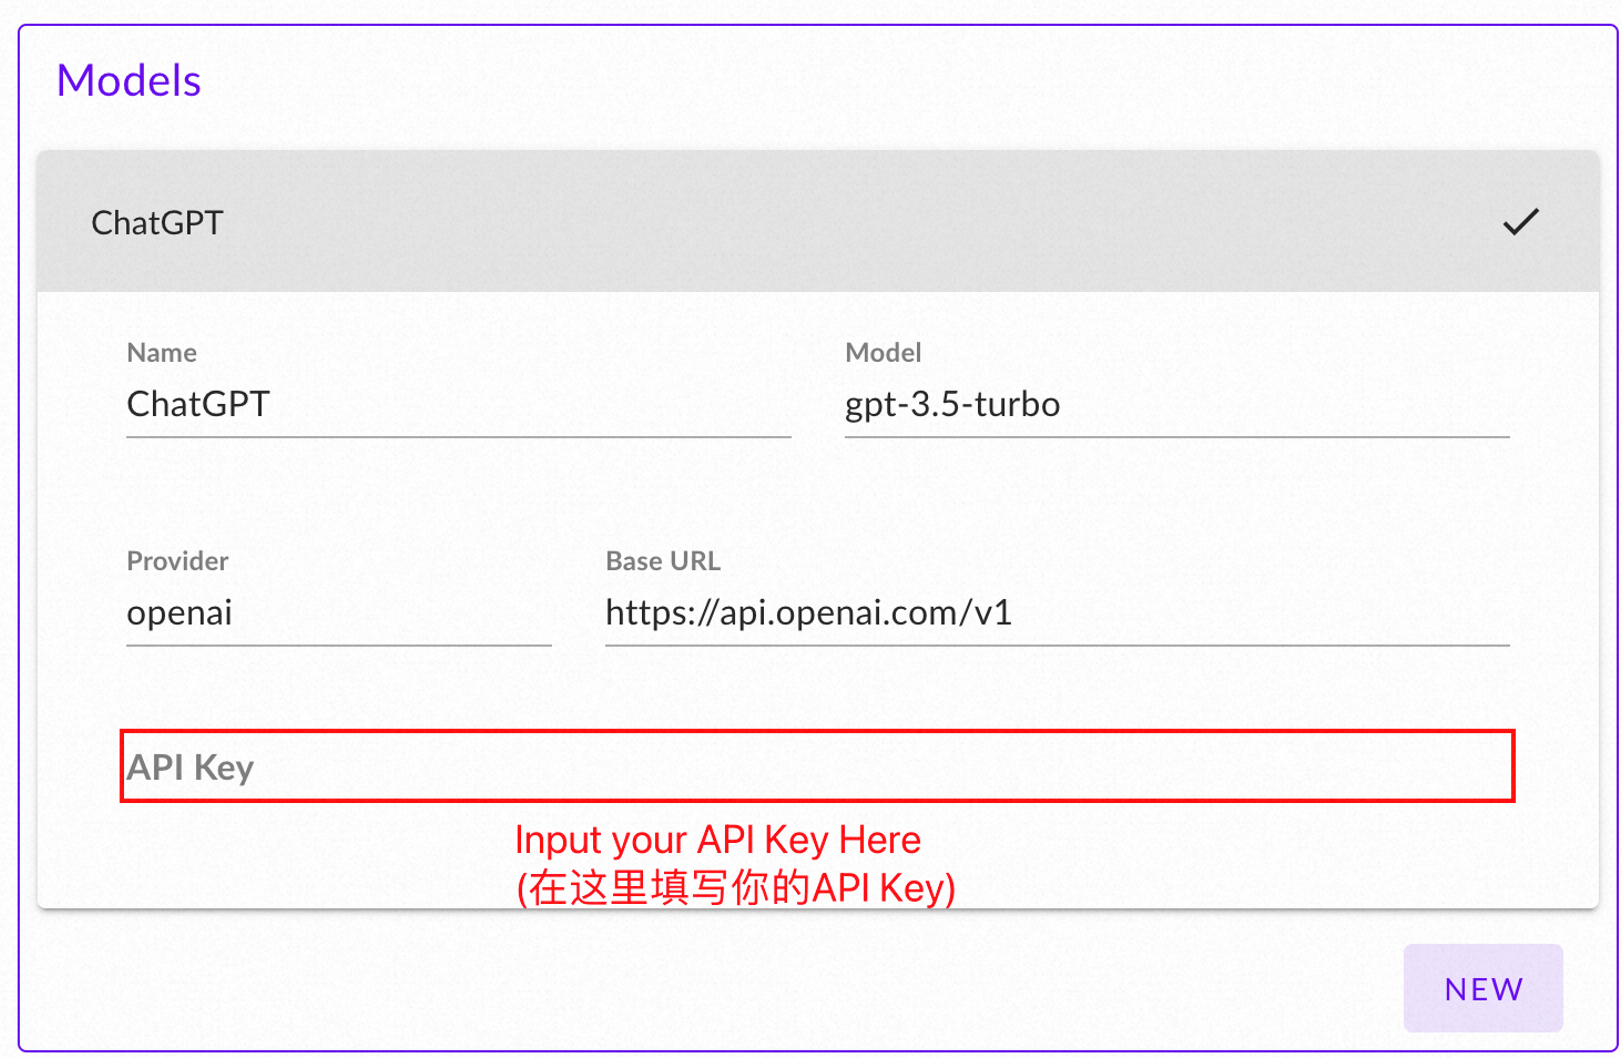 Models
ChatGPT
Name
Model
ChatGPT
gpt-3.5-turbo
Provider
Base URL
openai
https://api.openai.com/v1
API Key
Input your API Key Here
(在这里填写你的API Key)
NEW